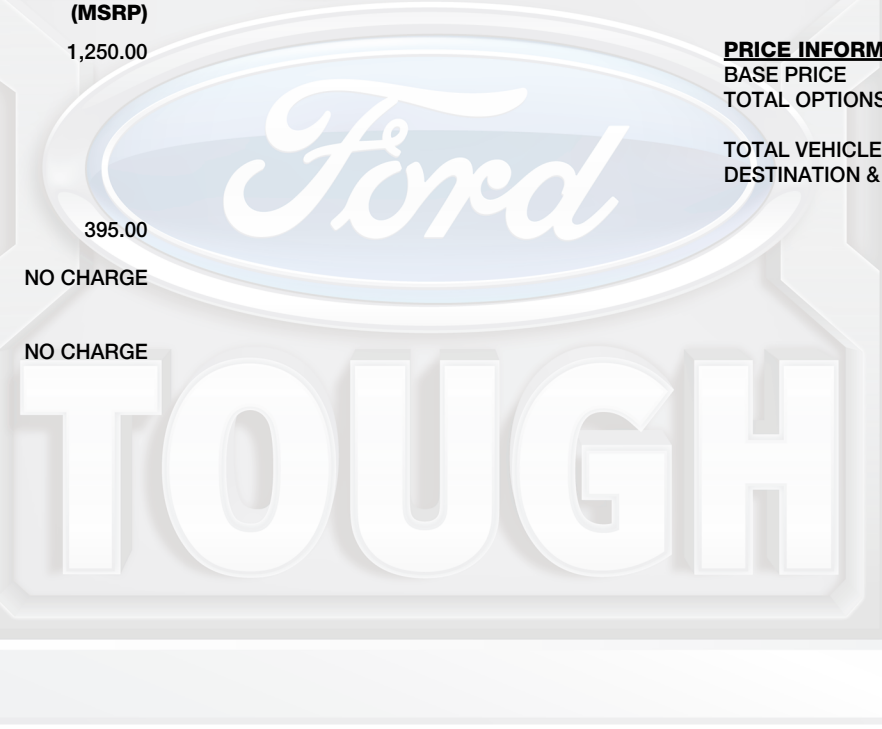 (MSRP)
1,250.00
395.00
NO CHARGE
NO CHARGE
PRICE INFORM
BASE PRICE
TOTAL OPTIONS
TOTAL VEHICLE
DESTINATION &
Ford
TOUGH